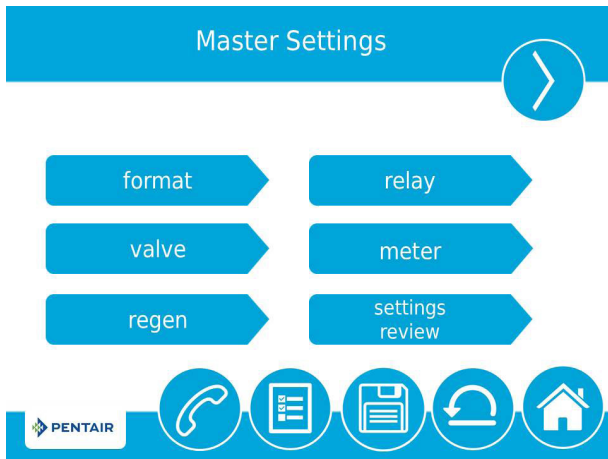 Master Settings
format
relay
valve
meter
regen
settings
review
PENTAIR